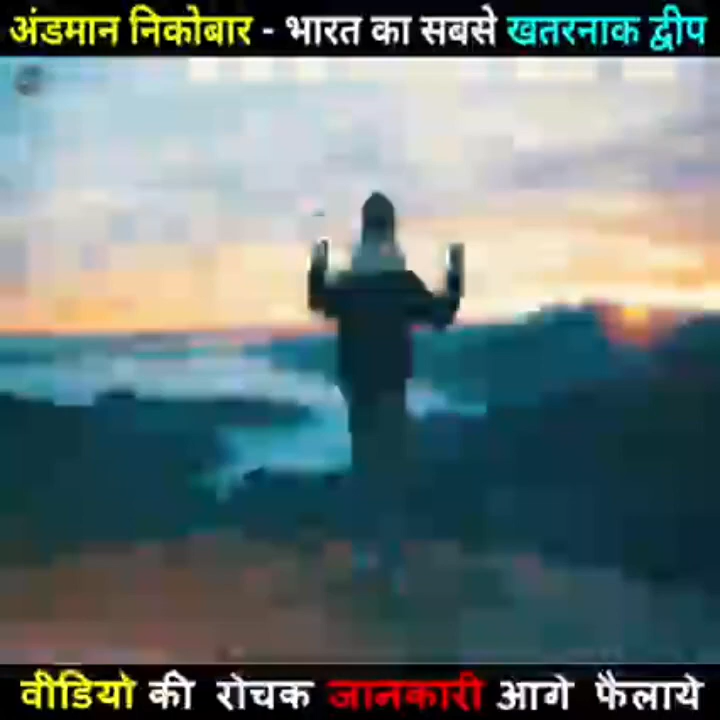 अंडमान निकोबार - भारत का सबसे खतरनाक द्वीप
वीडियो की रोचक जानकारी आगे फैलाये